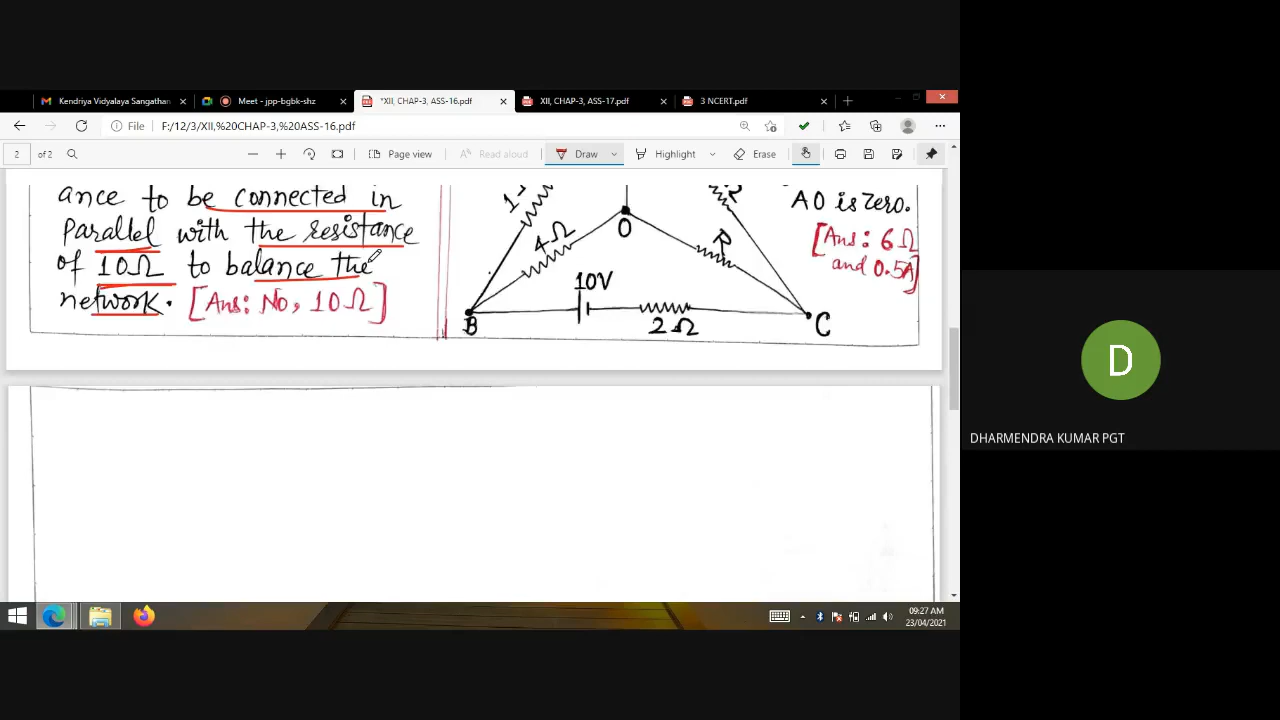 Kendriya Vidyalaya Sangathan
Meet - jpp-bgbk-shz
*XII, CHAP-3, ASS-16.pdf
XII, CHAP-3, ASS-17.pdf
3 NCERT.pdf
File
F:/12/3/XII,%20CHAP-3,%20ASS-16.pdf
2 of 2
Page view
Read aloud
Draw
Highlight
Erase
ance to be connected in
Parallel with the resistance
of 10Ω to balance the
network. [Ans: No, 10Ω]
4Ω
O
R
10V
B
2Ω
C
AO is zero.
[Ans: 6Ω
and 0.5A]
D
DHARMENDRA KUMAR PGT
09:27 AM
23/04/2021